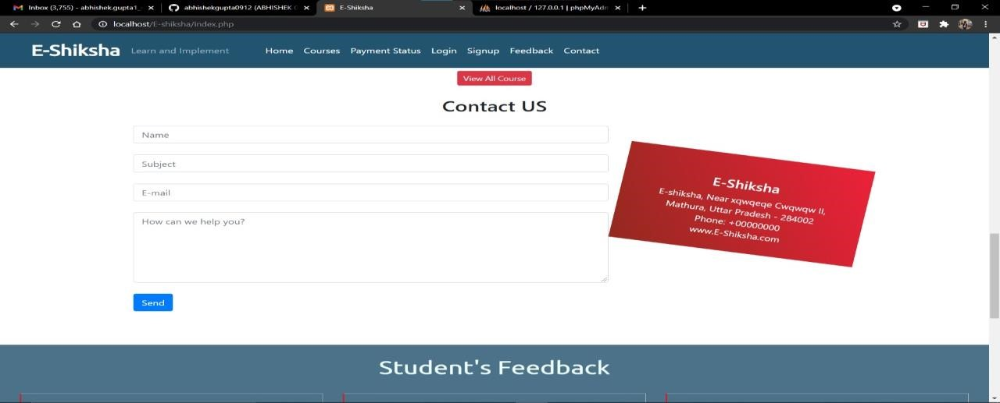 Inbox (3,755) - abhishek.gupta1_
abhishekgupta0912 (ABHISHEK G
E-Shiksha
localhost / 127.0.0.1 | phpMyAdm
localhost/E-shiksha/index.php
E-Shiksha Learn and Implement Home Courses Payment Status Login Signup Feedback Contact
View All Course
Contact US
Name
Subject
E-mail
How can we help you?
Send
E-Shiksha
E-shiksha, Near xqwqeqe Cwqwqw II,
Mathura, Uttar Pradesh - 284002
Phone: +00000000
www.E-Shiksha.com
Student's Feedback